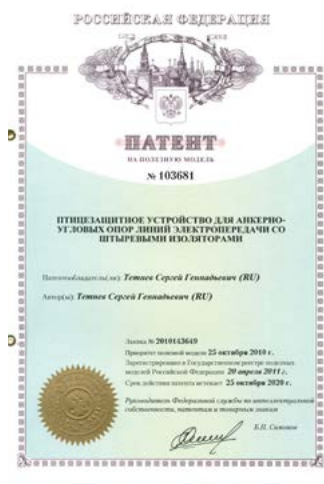 РОССИЙСКАЯ ФЕДЕРАЦИЯ
ПАТЕНТ
НА ПОЛЕЗНУЮ МОДЕЛЬ
№ 103681
ПТИЦЕЗАЩИТНОЕ УСТРОЙСТВО ДЛЯ АНКЕРНО-
УГЛОВЫХ ОПОР ЛИНИЙ ЭЛЕКТРОПЕРЕДАЧИ СО
ШТЫРЕВЫМИ ИЗОЛЯТОРАМИ
Патентообладатель(ли): Тетнев Сергей Геннадьевич (RU)
Автор(ы): Тетнев Сергей Геннадьевич (RU)
Заявка № 2010143649
Приоритет полезной модели 25 октября 2010 г.
Зарегистрировано в Государственном реестре полезных
моделей Российской Федерации 20 апреля 2011 г.
Срок действия патента истекает 25 октября 2020 г.
Руководитель Федеральной службы по интеллектуальной
собственности, патентам и товарным знакам
Б.П. Симонов